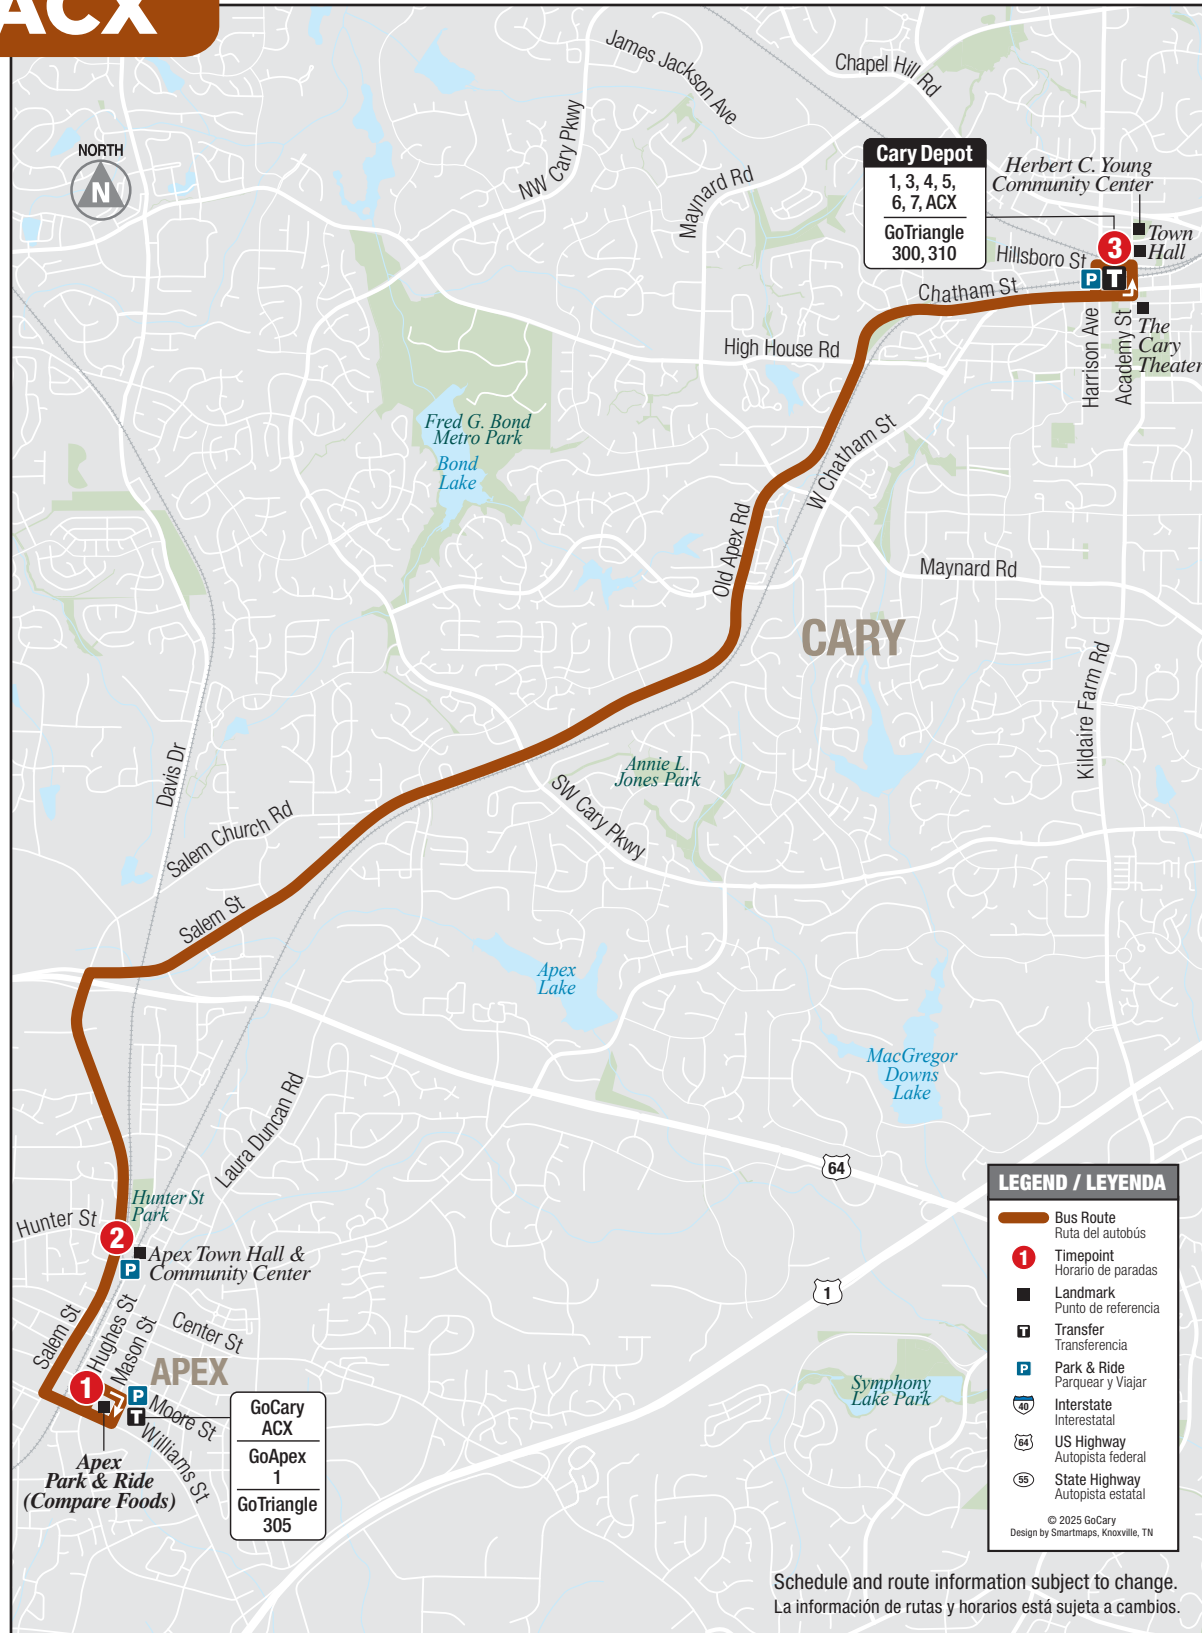 ACX
James Jackson Ave
Chapel Hill Rd
NORTH
N
NW Cary Pkwy
Maynard Rd
Cary Depot
1, 3, 4, 5,
6, 7, ACX
GoTriangle
300, 310
Herbert C. Young
Community Center
Town
Hall
3
Hillsboro St
P
T
Chatham St
The
Cary
Theater
Harrison Ave
Academy St
High House Rd
Fred G. Bond
Metro Park
Bond
Lake
W Chatham St
Old Apex Rd
Maynard Rd
CARY
Kildaire Farm Rd
Davis Dr
Annie L.
Jones Park
SW Cary Pkwy
Salem Church Rd
Salem St
Apex
Lake
MacGregor
Downs
Lake
Laura Duncan Rd
64
Hunter St
Park
Hunter St
2
Apex Town Hall &
Community Center
P
1
Salem St
Hughes St
Mason St
Center St
APEX
1
P
T
Moore St
Williams St
Symphony
Lake Park
GoCary
ACX
GoApex
1
GoTriangle
305
Apex
Park & Ride
(Compare Foods)
LEGEND / LEYENDA
Bus Route
Ruta del autobús
1
Timepoint
Horario de paradas
Landmark
Punto de referencia
T
Transfer
Transferencia
P
Park & Ride
Parquear y Viajar
40
Interstate
Interestatal
64
US Highway
Autopista federal
55
State Highway
Autopista estatal
© 2025 GoCary
Design by Smartmaps, Knoxville, TN
Schedule and route information subject to change.
La información de rutas y horarios está sujeta a cambios.